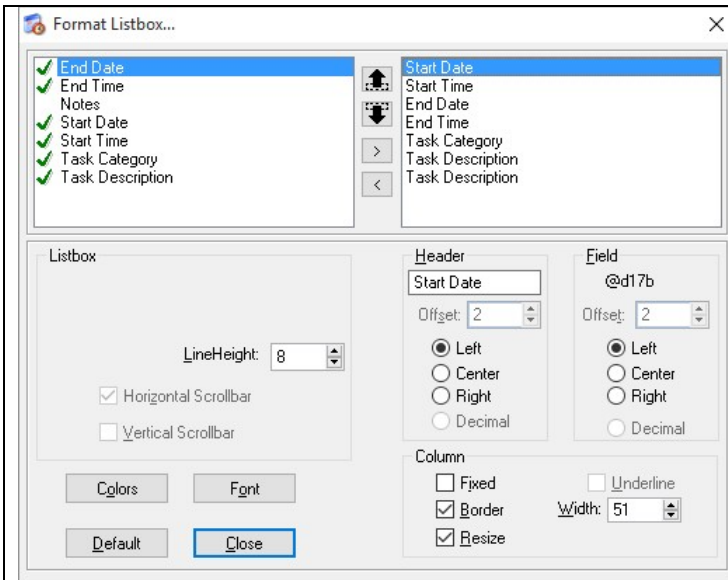 Format Listbox...
End Date
End Time
Notes
Start Date
Start Time
Task Category
Task Description
>
<
Start Date
Start Time
End Date
End Time
Task Category
Task Description
Task Description
Listbox
LineHeight: 8
Horizontal Scrollbar
Vertical Scrollbar
Colors Font
Default Close
Header
Start Date
Offset: 2
Left
Center
Right
Decimal
Field
@d17b
Offset: 2
Left
Center
Right
Decimal
Column
Fixed Underline
Border Width: 51
Resize